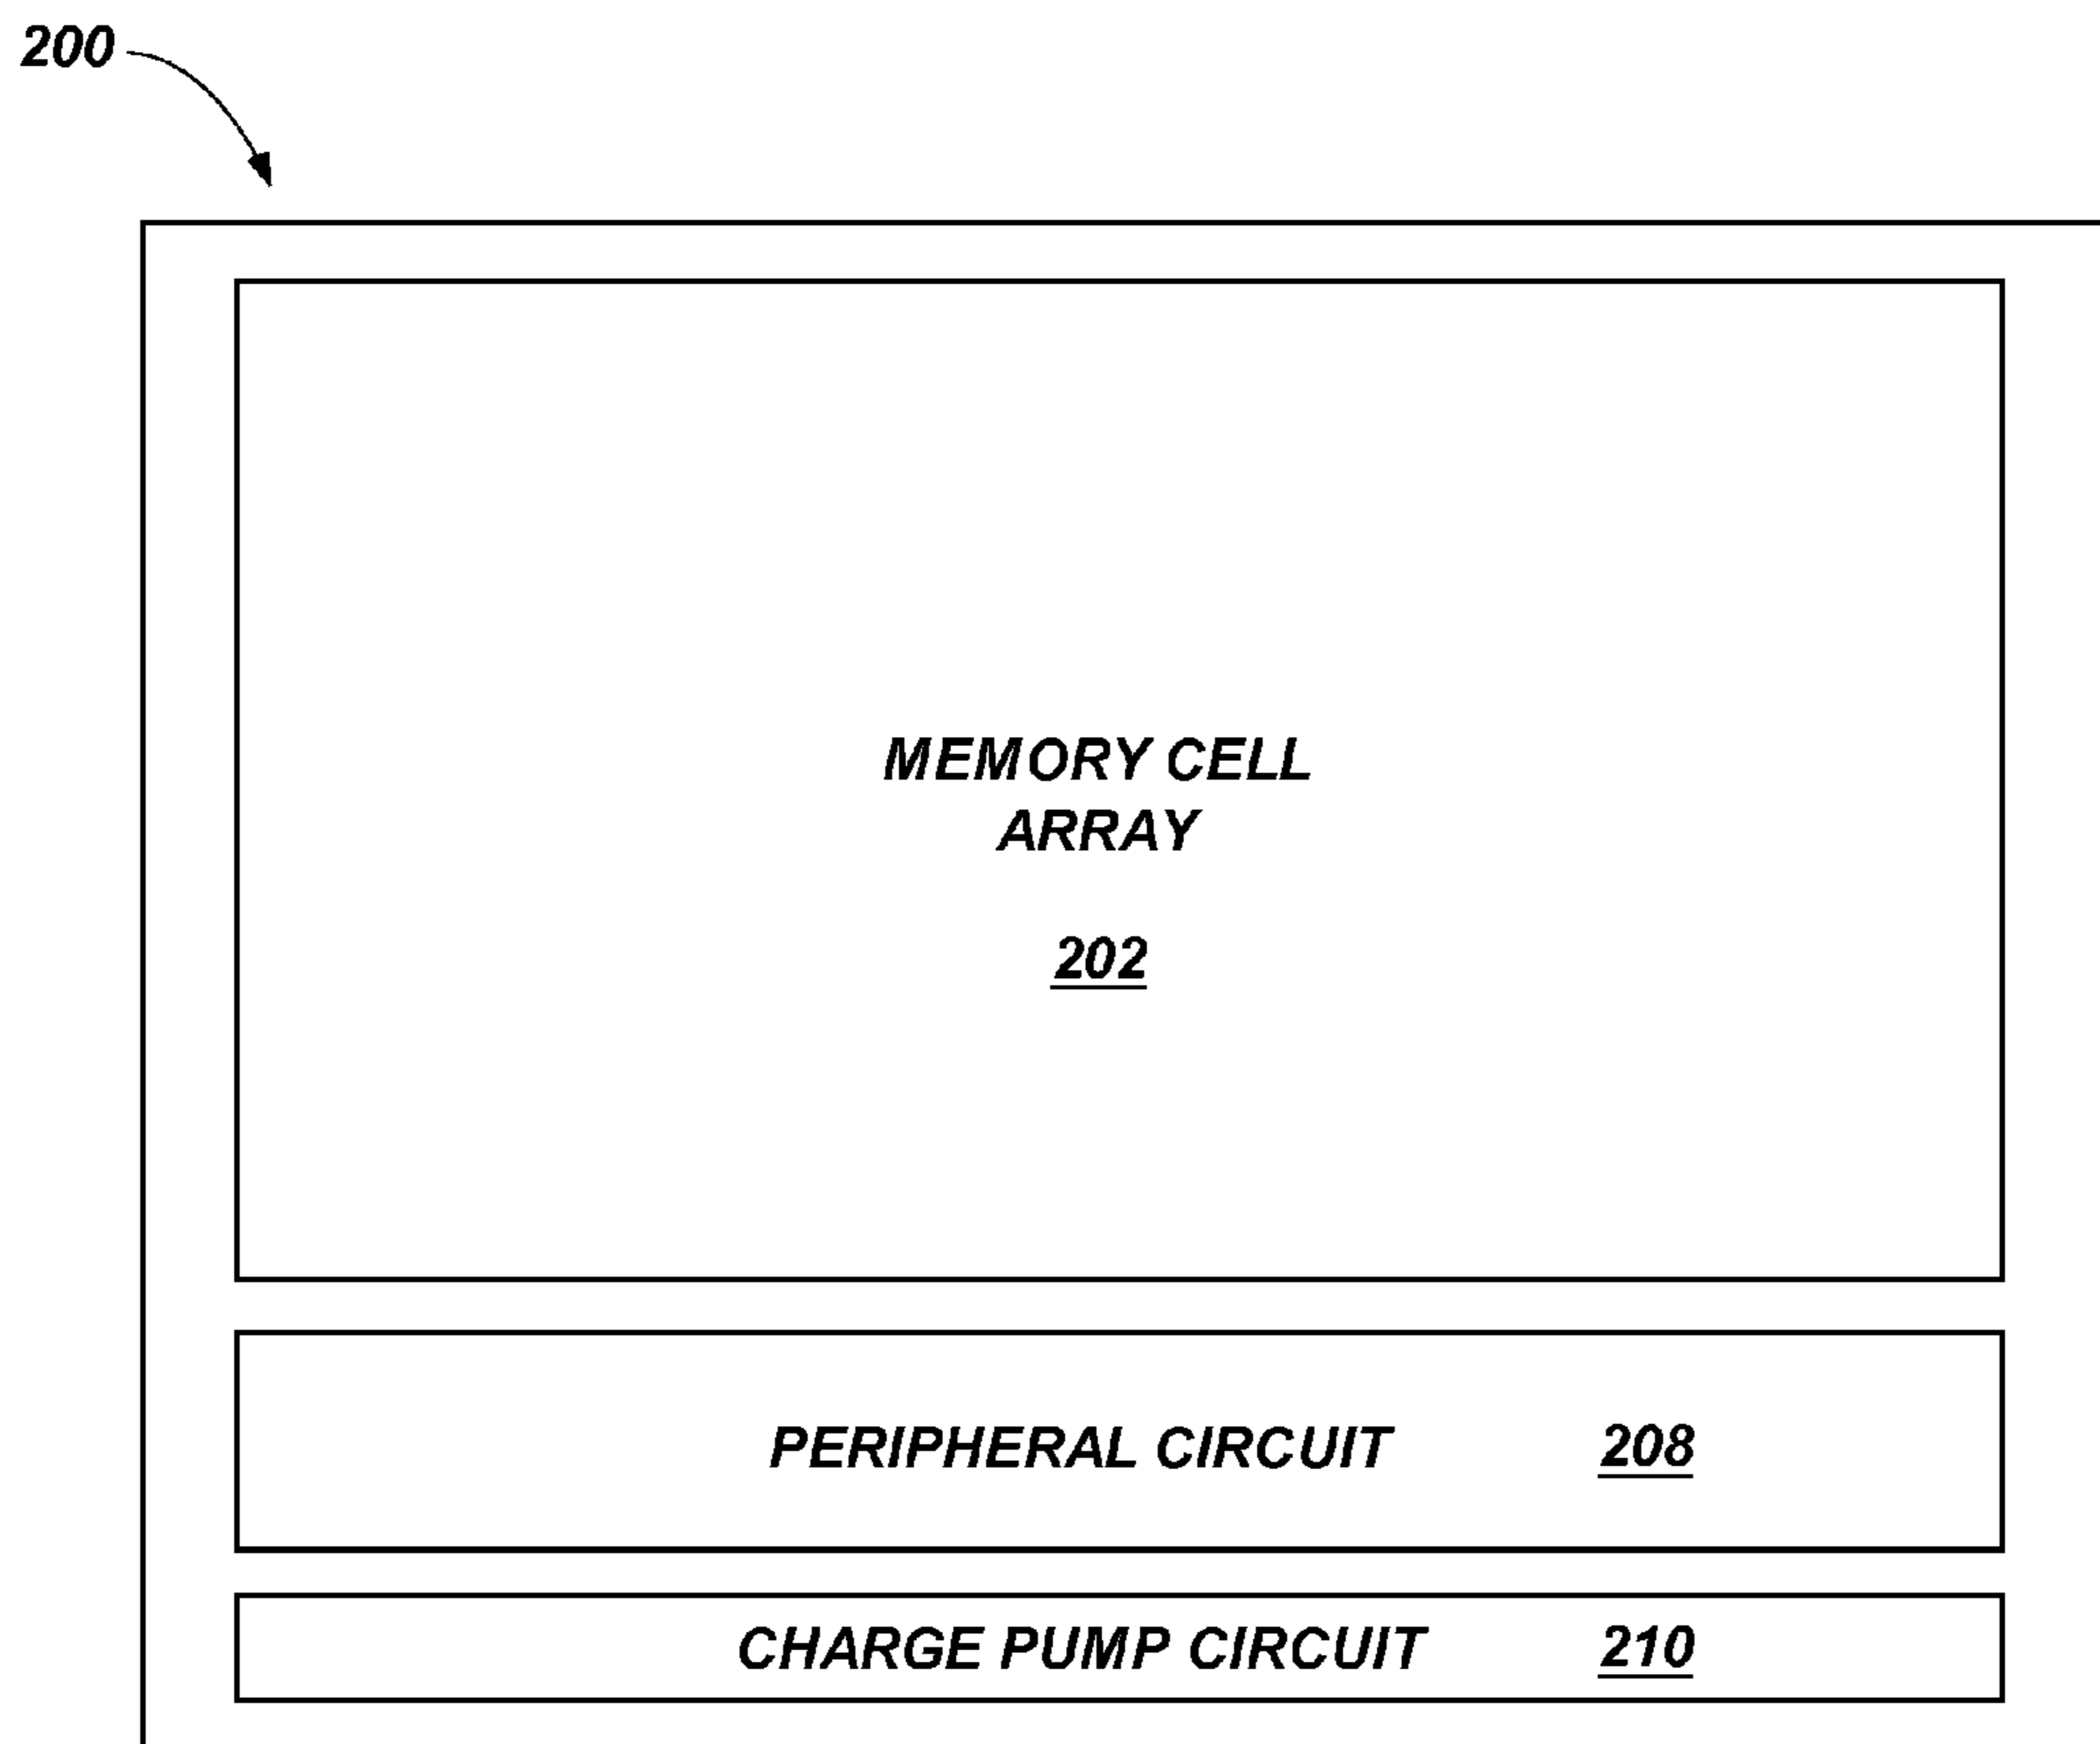 200
MEMORY CELL
ARRAY
202
PERIPHERAL CIRCUIT 208
CHARGE PUMP CIRCUIT 210